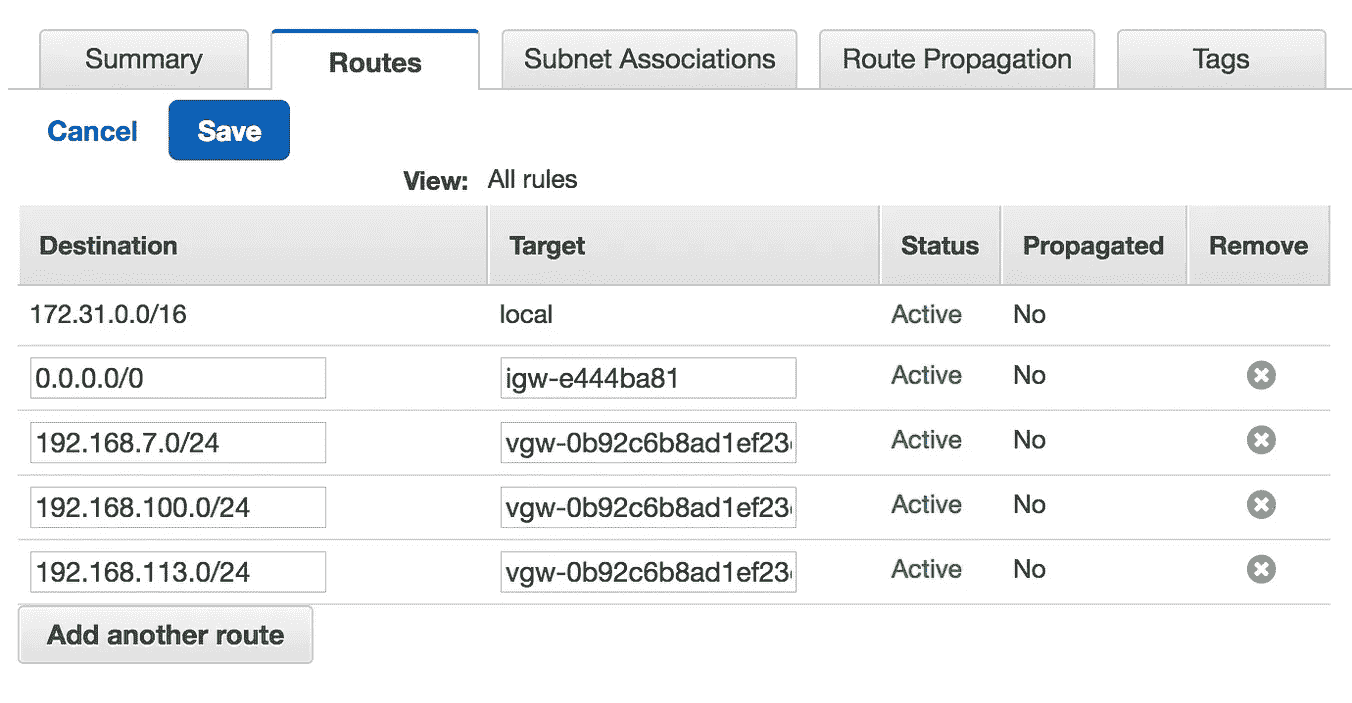 Summary Routes Subnet Associations Route Propagation Tags
Cancel Save
View: All rules
Destination Target Status Propagated Remove
172.31.0.0/16 local Active No
0.0.0.0/0 igw-e444ba81 Active No
192.168.7.0/24 vgw-0b92c6b8ad1ef23 Active No
192.168.100.0/24 vgw-0b92c6b8ad1ef23 Active No
192.168.113.0/24 vgw-0b92c6b8ad1ef23 Active No
Add another route